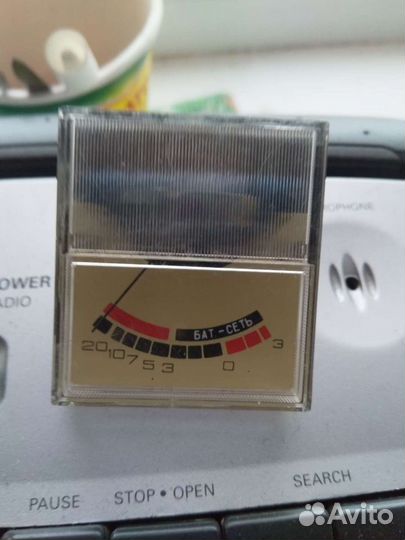 OPHONE
OWER
ADIO
БАТ.-СЕТЬ
20 10 7 5 3 0 3
PAUSE STOP • OPEN SEARCH
Avito